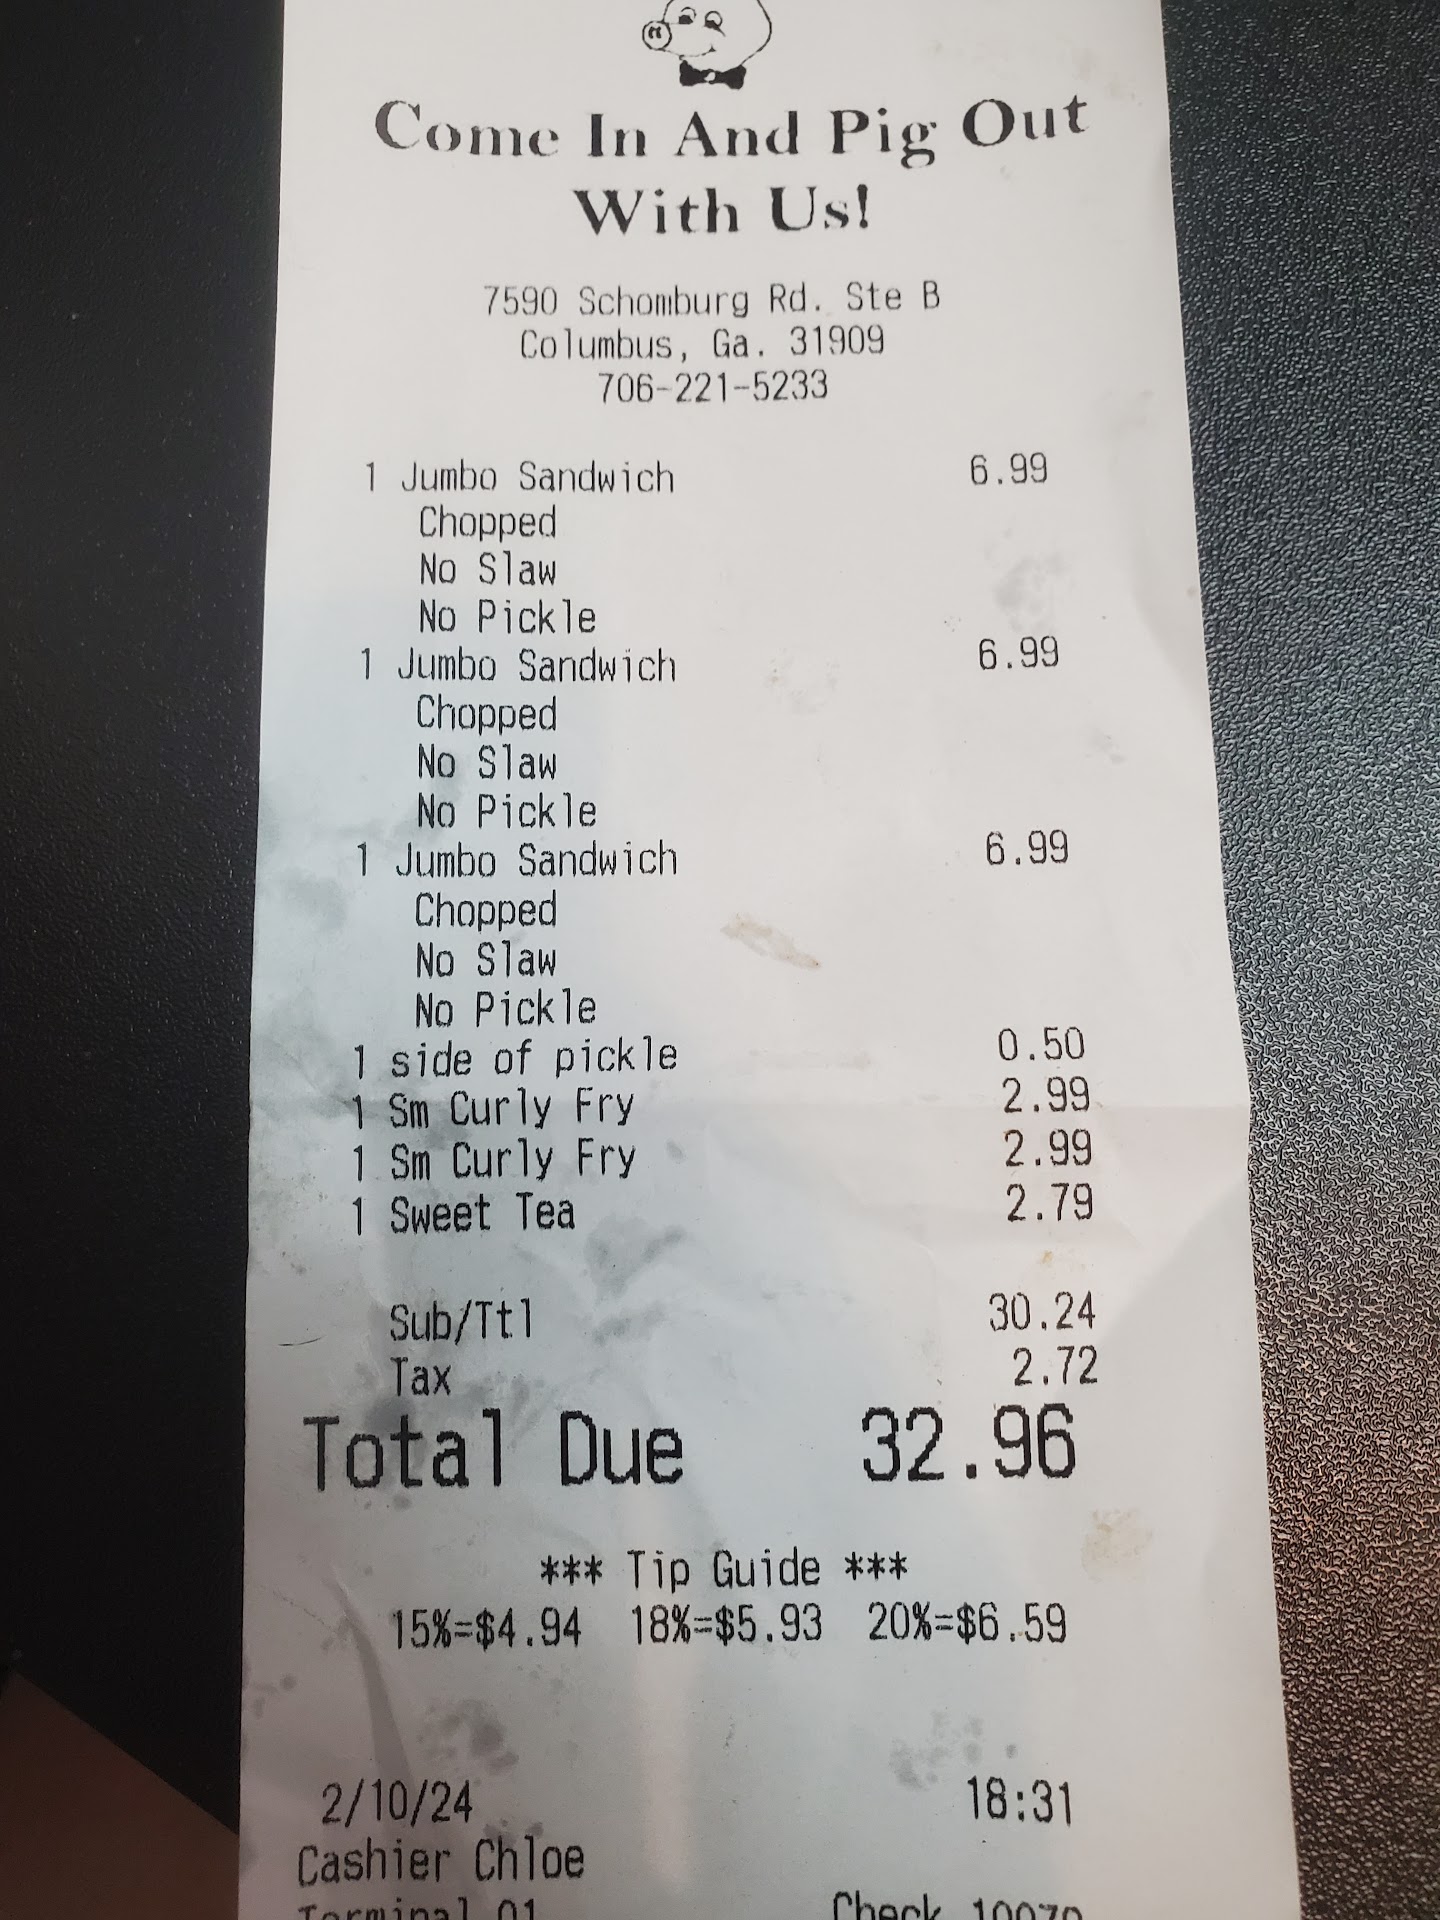 Come In And Pig Out
With Us!
7590 Schomburg Rd. Ste B
Columbus, Ga. 31909
706-221-5233
1 Jumbo Sandwich 6.99
Chopped
No Slaw
No Pickle
1 Jumbo Sandwich 6.99
Chopped
No Slaw
No Pickle
1 Jumbo Sandwich 6.99
Chopped
No Slaw
No Pickle
1 side of pickle 0.50
1 Sm Curly Fry 2.99
1 Sm Curly Fry 2.99
1 Sweet Tea 2.79
Sub/Ttl 30.24
Tax 2.72
Total Due 32.96
*** Tip Guide ***
15%=$4.94 18%=$5.93 20%=$6.59
2/10/24 18:31
Cashier Chloe
Terminal 01 Check